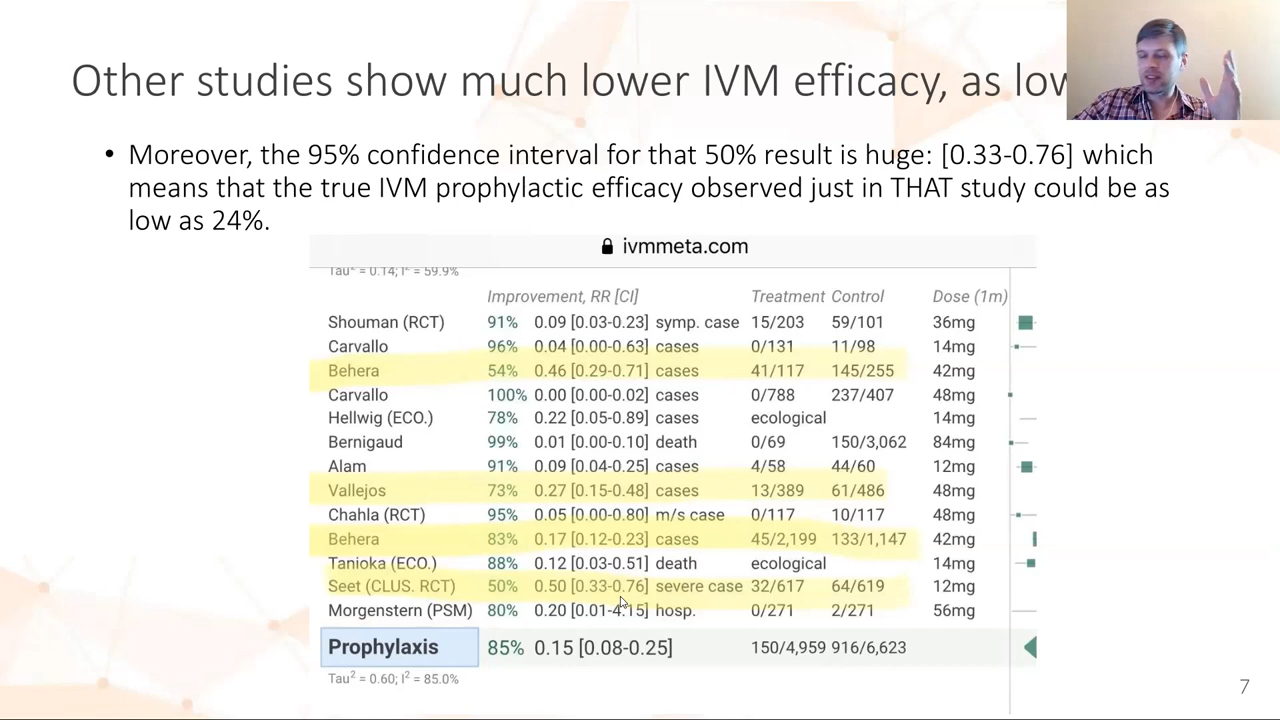 Other studies show much lower IVM efficacy, as low
• Moreover, the 95% confidence interval for that 50% result is huge: [0.33-0.76] which
means that the true IVM prophylactic efficacy observed just in THAT study could be as
low as 24%.
ivmmeta.com
Tau² = 0.14; I² = 59.9%
Improvement, RR [CI] Treatment Control Dose (1m)
Shouman (RCT) 91% 0.09 [0.03-0.23] symp. case 15/203 59/101 36mg
Carvallo 96% 0.04 [0.00-0.63] cases 0/131 11/98 14mg
Behera 54% 0.46 [0.29-0.71] cases 41/117 145/255 42mg
Carvallo 100% 0.00 [0.00-0.02] cases 0/788 237/407 48mg
Hellwig (ECO.) 78% 0.22 [0.05-0.89] cases ecological 14mg
Bernigaud 99% 0.01 [0.00-0.10] death 0/69 150/3,062 84mg
Alam 91% 0.09 [0.04-0.25] cases 4/58 44/60 12mg
Vallejos 73% 0.27 [0.15-0.48] cases 13/389 61/486 48mg
Chahla (RCT) 95% 0.05 [0.00-0.80] m/s case 0/117 10/117 48mg
Behera 83% 0.17 [0.12-0.23] cases 45/2,199 133/1,147 42mg
Tanioka (ECO.) 88% 0.12 [0.03-0.51] death ecological 14mg
Seet (CLUS. RCT) 50% 0.50 [0.33-0.76] severe case 32/617 64/619 12mg
Morgenstern (PSM) 80% 0.20 [0.01-4.15] hosp. 0/271 2/271 56mg
Prophylaxis 85% 0.15 [0.08-0.25] 150/4,959 916/6,623
Tau² = 0.60; I² = 85.0%
7